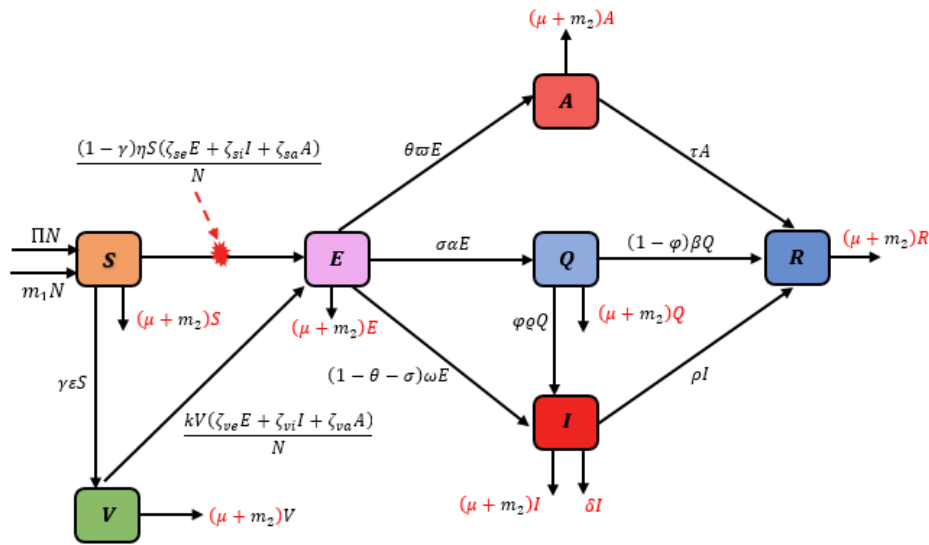 (μ + m₂)A
A
(1 − γ)ηS(ζ_se E + ζ_si I + ζ_sa A)
N
θϖE
τA
ΠN
m₁N
S
E
σαE
Q
(1 − φ)βQ
R
(μ + m₂)R
(μ + m₂)S
(μ + m₂)E
φϱQ
(μ + m₂)Q
γεS
(1 − θ − σ)ωE
ρI
kV(ζ_ve E + ζ_vi I + ζ_va A)
N
I
V
(μ + m₂)V
(μ + m₂)I
δI